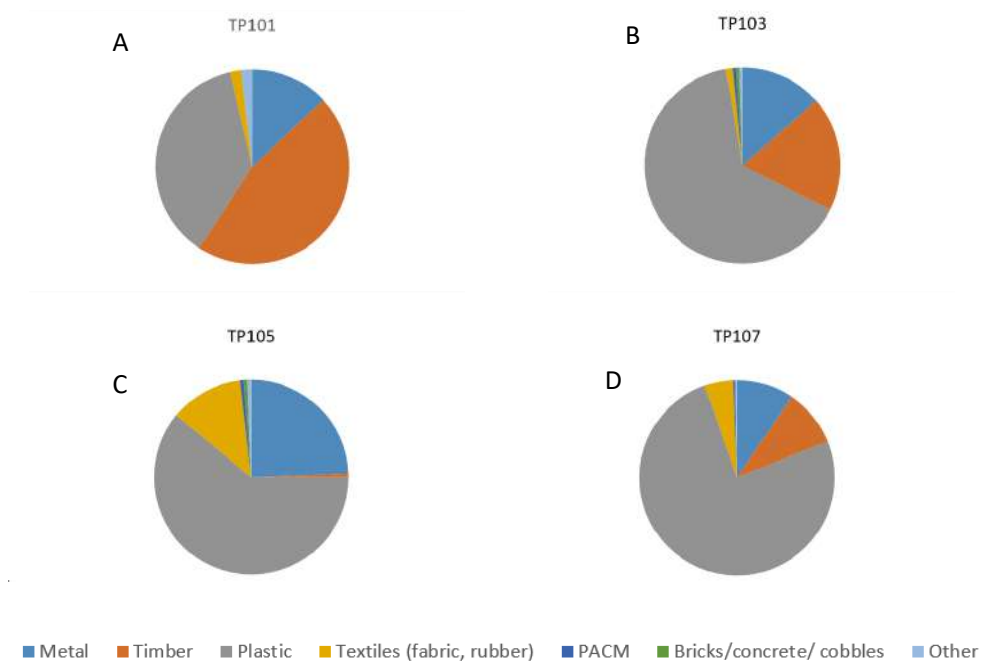 A
TP101
B
TP103
C
TP105
D
TP107
Metal Timber Plastic Textiles (fabric, rubber) PACM Bricks/concrete/ cobbles Other